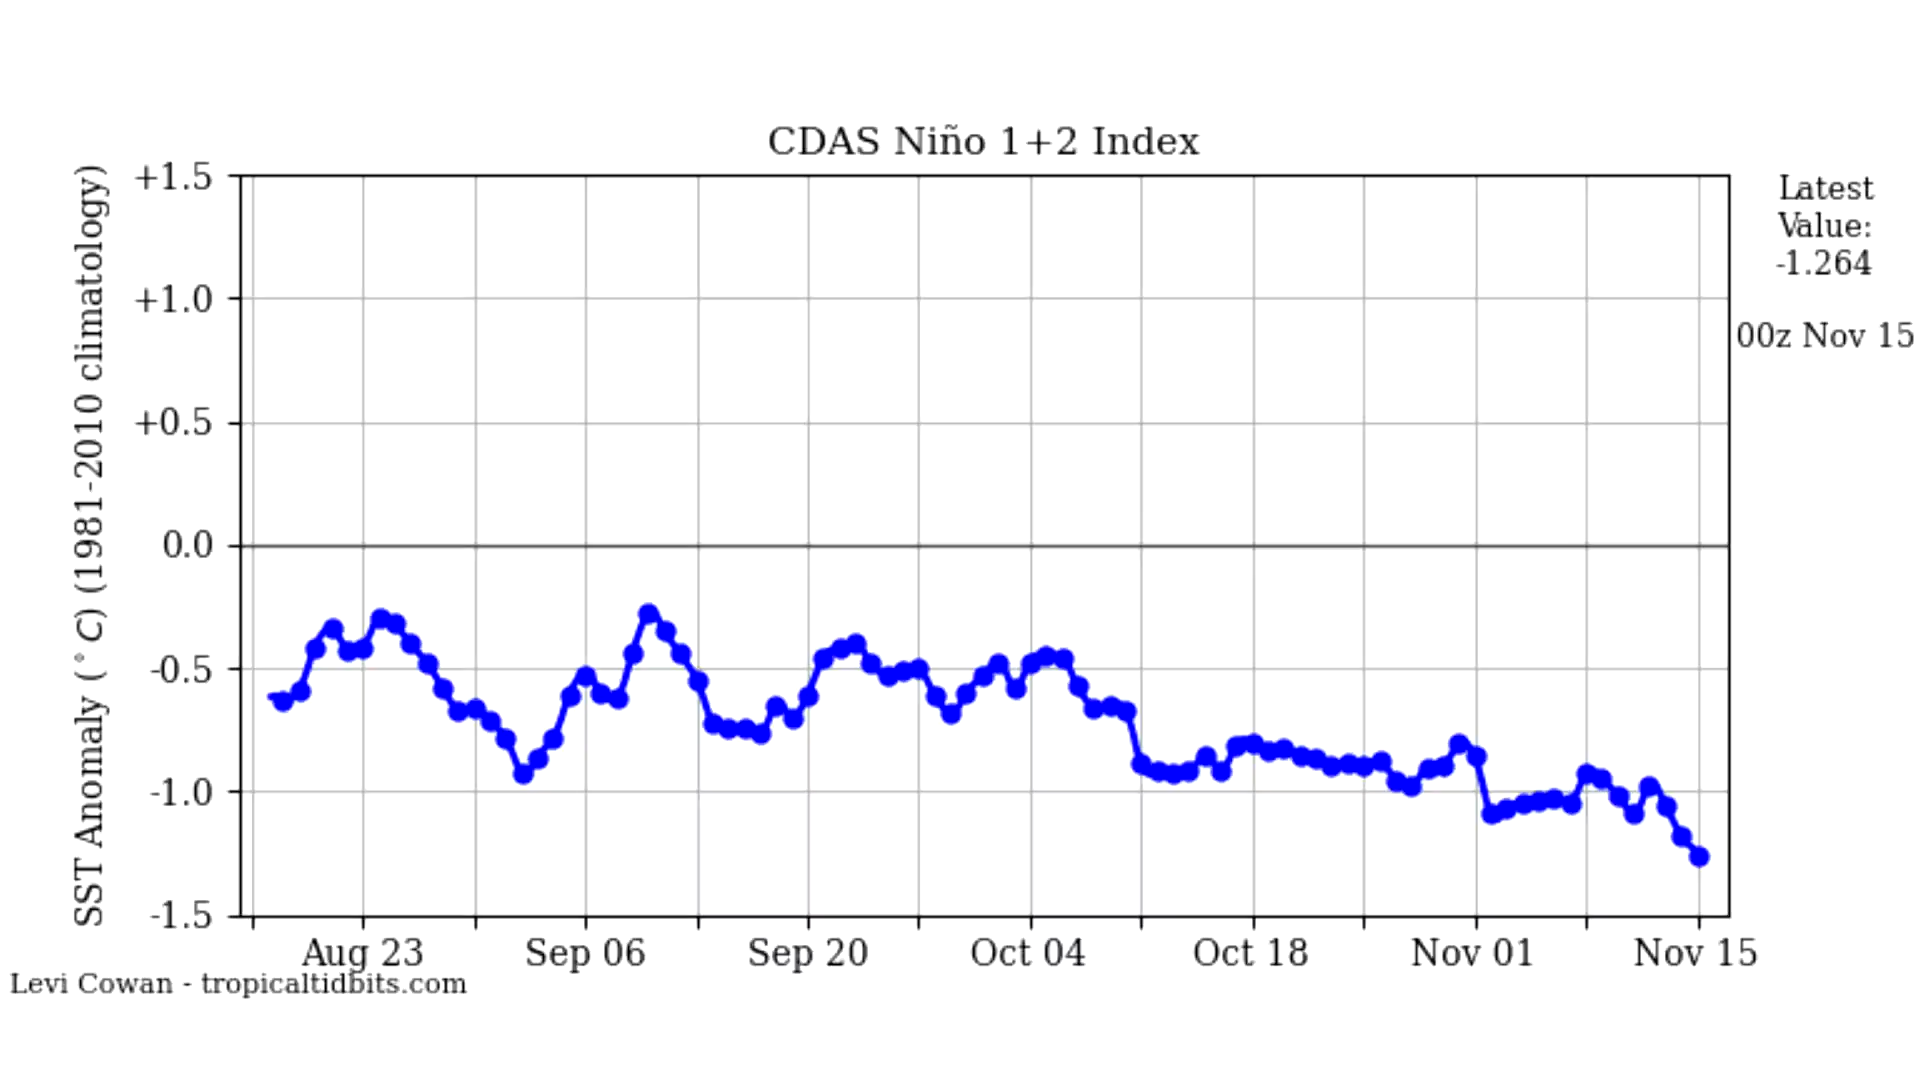 CDAS Niño 1+2 Index
SST Anomaly (°C) (1981-2010 climatology)
+1.5
+1.0
+0.5
0.0
-0.5
-1.0
-1.5
Aug 23
Sep 06
Sep 20
Oct 04
Oct 18
Nov 01
Nov 15
Latest
Value:
-1.264
00z Nov 15
Levi Cowan - tropicaltidbits.com